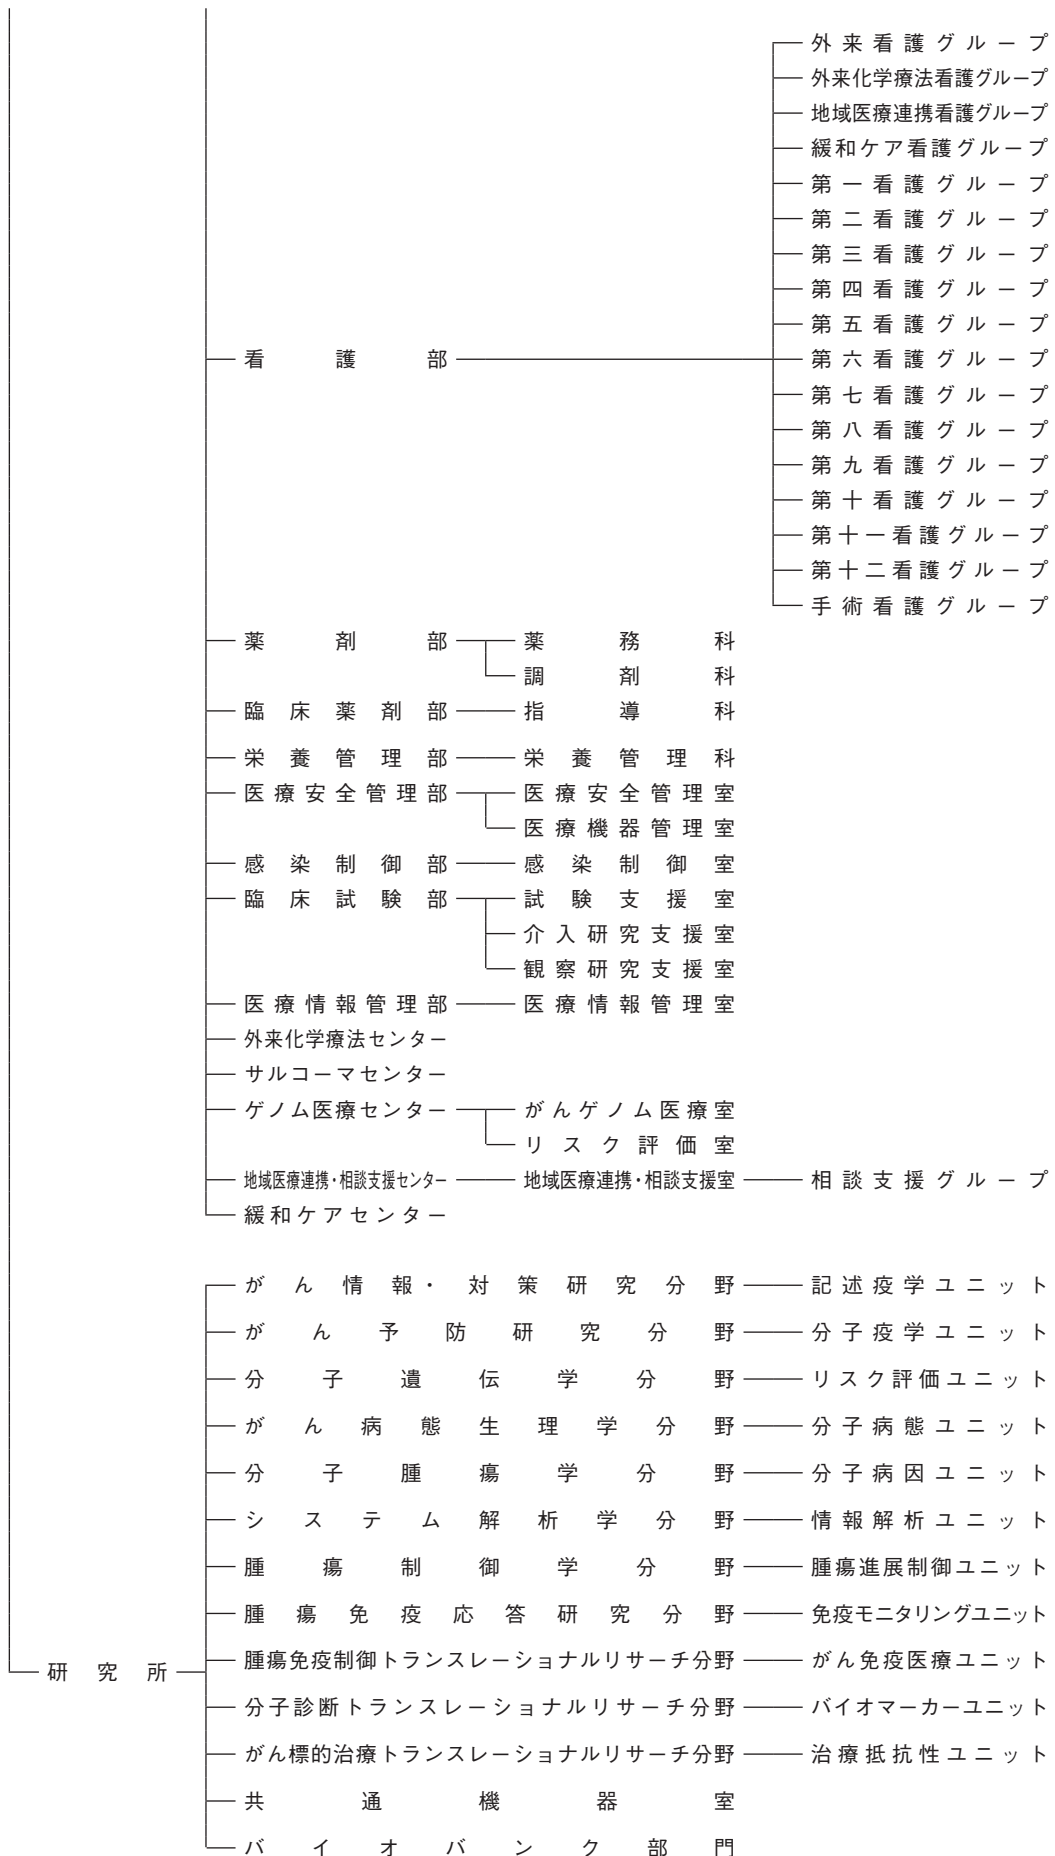 外来看護グループ
外来化学療法看護グループ
地域医療連携看護グループ
緩和ケア看護グループ
第一看護グループ
第二看護グループ
第三看護グループ
第四看護グループ
第五看護グループ
看護部 第六看護グループ
第七看護グループ
第八看護グループ
第九看護グループ
第十看護グループ
第十一看護グループ
第十二看護グループ
手術看護グループ
薬剤部 薬務科
調剤科
臨床薬剤部 指導科
栄養管理部 栄養管理科
医療安全管理部 医療安全管理室
医療機器管理室
感染制御部 感染制御室
臨床試験部 試験支援室
介入研究支援室
観察研究支援室
医療情報管理部 医療情報管理室
外来化学療法センター
サルコーマセンター
ゲノム医療センター がんゲノム医療室
リスク評価室
地域医療連携・相談支援センター 地域医療連携・相談支援室 相談支援グループ
緩和ケアセンター
がん情報・対策研究分野 記述疫学ユニット
がん予防研究分野 分子疫学ユニット
分子遺伝学分野 リスク評価ユニット
がん病態生理学分野 分子病態ユニット
分子腫瘍学分野 分子病因ユニット
システム解析学分野 情報解析ユニット
腫瘍制御学分野 腫瘍進展制御ユニット
腫瘍免疫応答研究分野 免疫モニタリングユニット
研究所 腫瘍免疫制御トランスレーショナルリサーチ分野 がん免疫医療ユニット
分子診断トランスレーショナルリサーチ分野 バイオマーカーユニット
がん標的治療トランスレーショナルリサーチ分野 治療抵抗性ユニット
共通機器室
バイオバンク部門